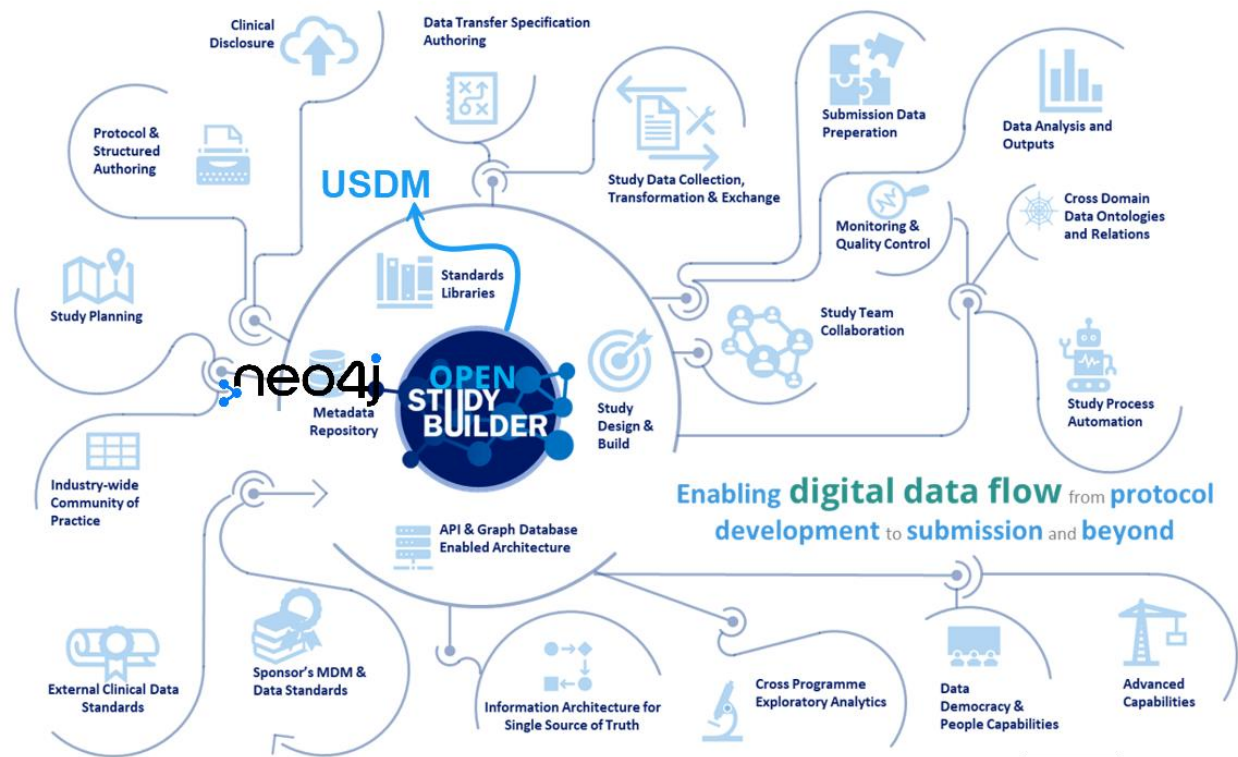 Clinical
Disclosure
Data Transfer Specification
Authoring
Protocol &
Structured
Authoring
USDM
Study Data Collection,
Transformation & Exchange
Submission Data
Preperation
Data Analysis and
Outputs
Monitoring &
Quality Control
Cross Domain
Data Ontologies
and Relations
Study Planning
Standards
Libraries
Study Team
Collaboration
neo4j
Metadata
Repository
OPEN
STUDY
BUILDER
Study
Design &
Build
Study Process
Automation
Industry-wide
Community of
Practice
Enabling digital data flow from protocol
development to submission and beyond
API & Graph Database
Enabled Architecture
External Clinical Data
Standards
Sponsor's MDM &
Data Standards
Information Architecture for
Single Source of Truth
Cross Programme
Exploratory Analytics
Data
Democracy &
People Capabilities
Advanced
Capabilities